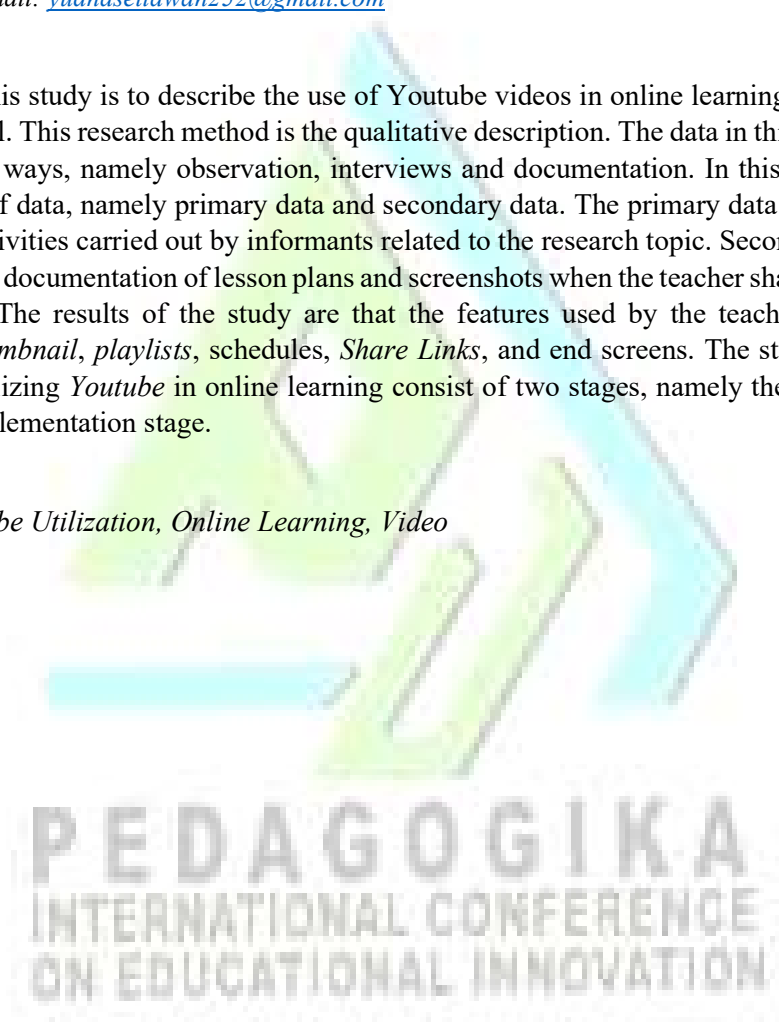 yuanasetiawan252@gmail.com
his study is to describe the use of Youtube videos in online learning
l. This research method is the qualitative description. The data in thi
ways, namely observation, interviews and documentation. In this
f data, namely primary data and secondary data. The primary data
tivities carried out by informants related to the research topic. Secon
documentation of lesson plans and screenshots when the teacher sha
The results of the study are that the features used by the teach
mbnail, playlists, schedules, Share Links, and end screens. The st
izing Youtube in online learning consist of two stages, namely the
plementation stage.
be Utilization, Online Learning, Video
PEDAGOGIKA
INTERNATIONAL CONFERENCE
ON EDUCATIONAL INNOVATION